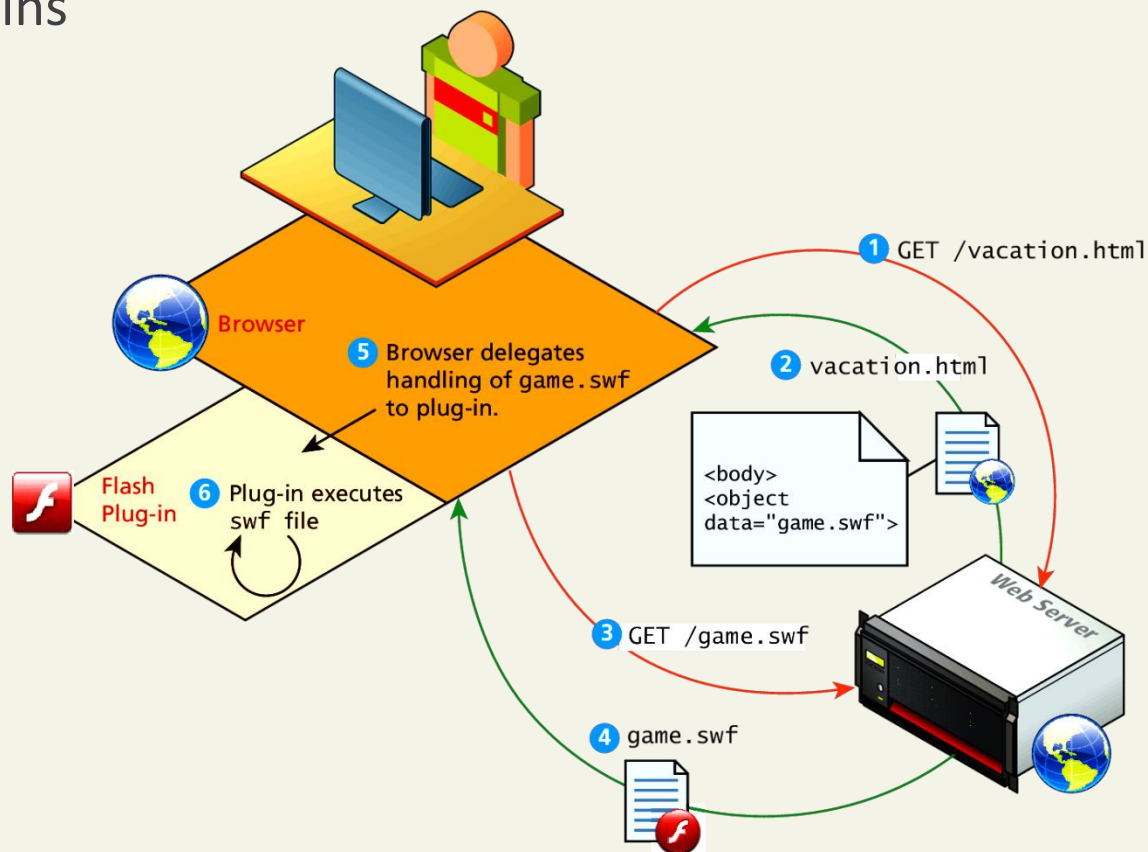 ins
1 GET /vacation.html
Browser
5 Browser delegates
handling of game.swf
to plug-in.
2 vacation.html
<body>
<object
data="game.swf">
Flash
Plug-in
6 Plug-in executes
swf file
Web Server
3 GET /game.swf
4 game.swf